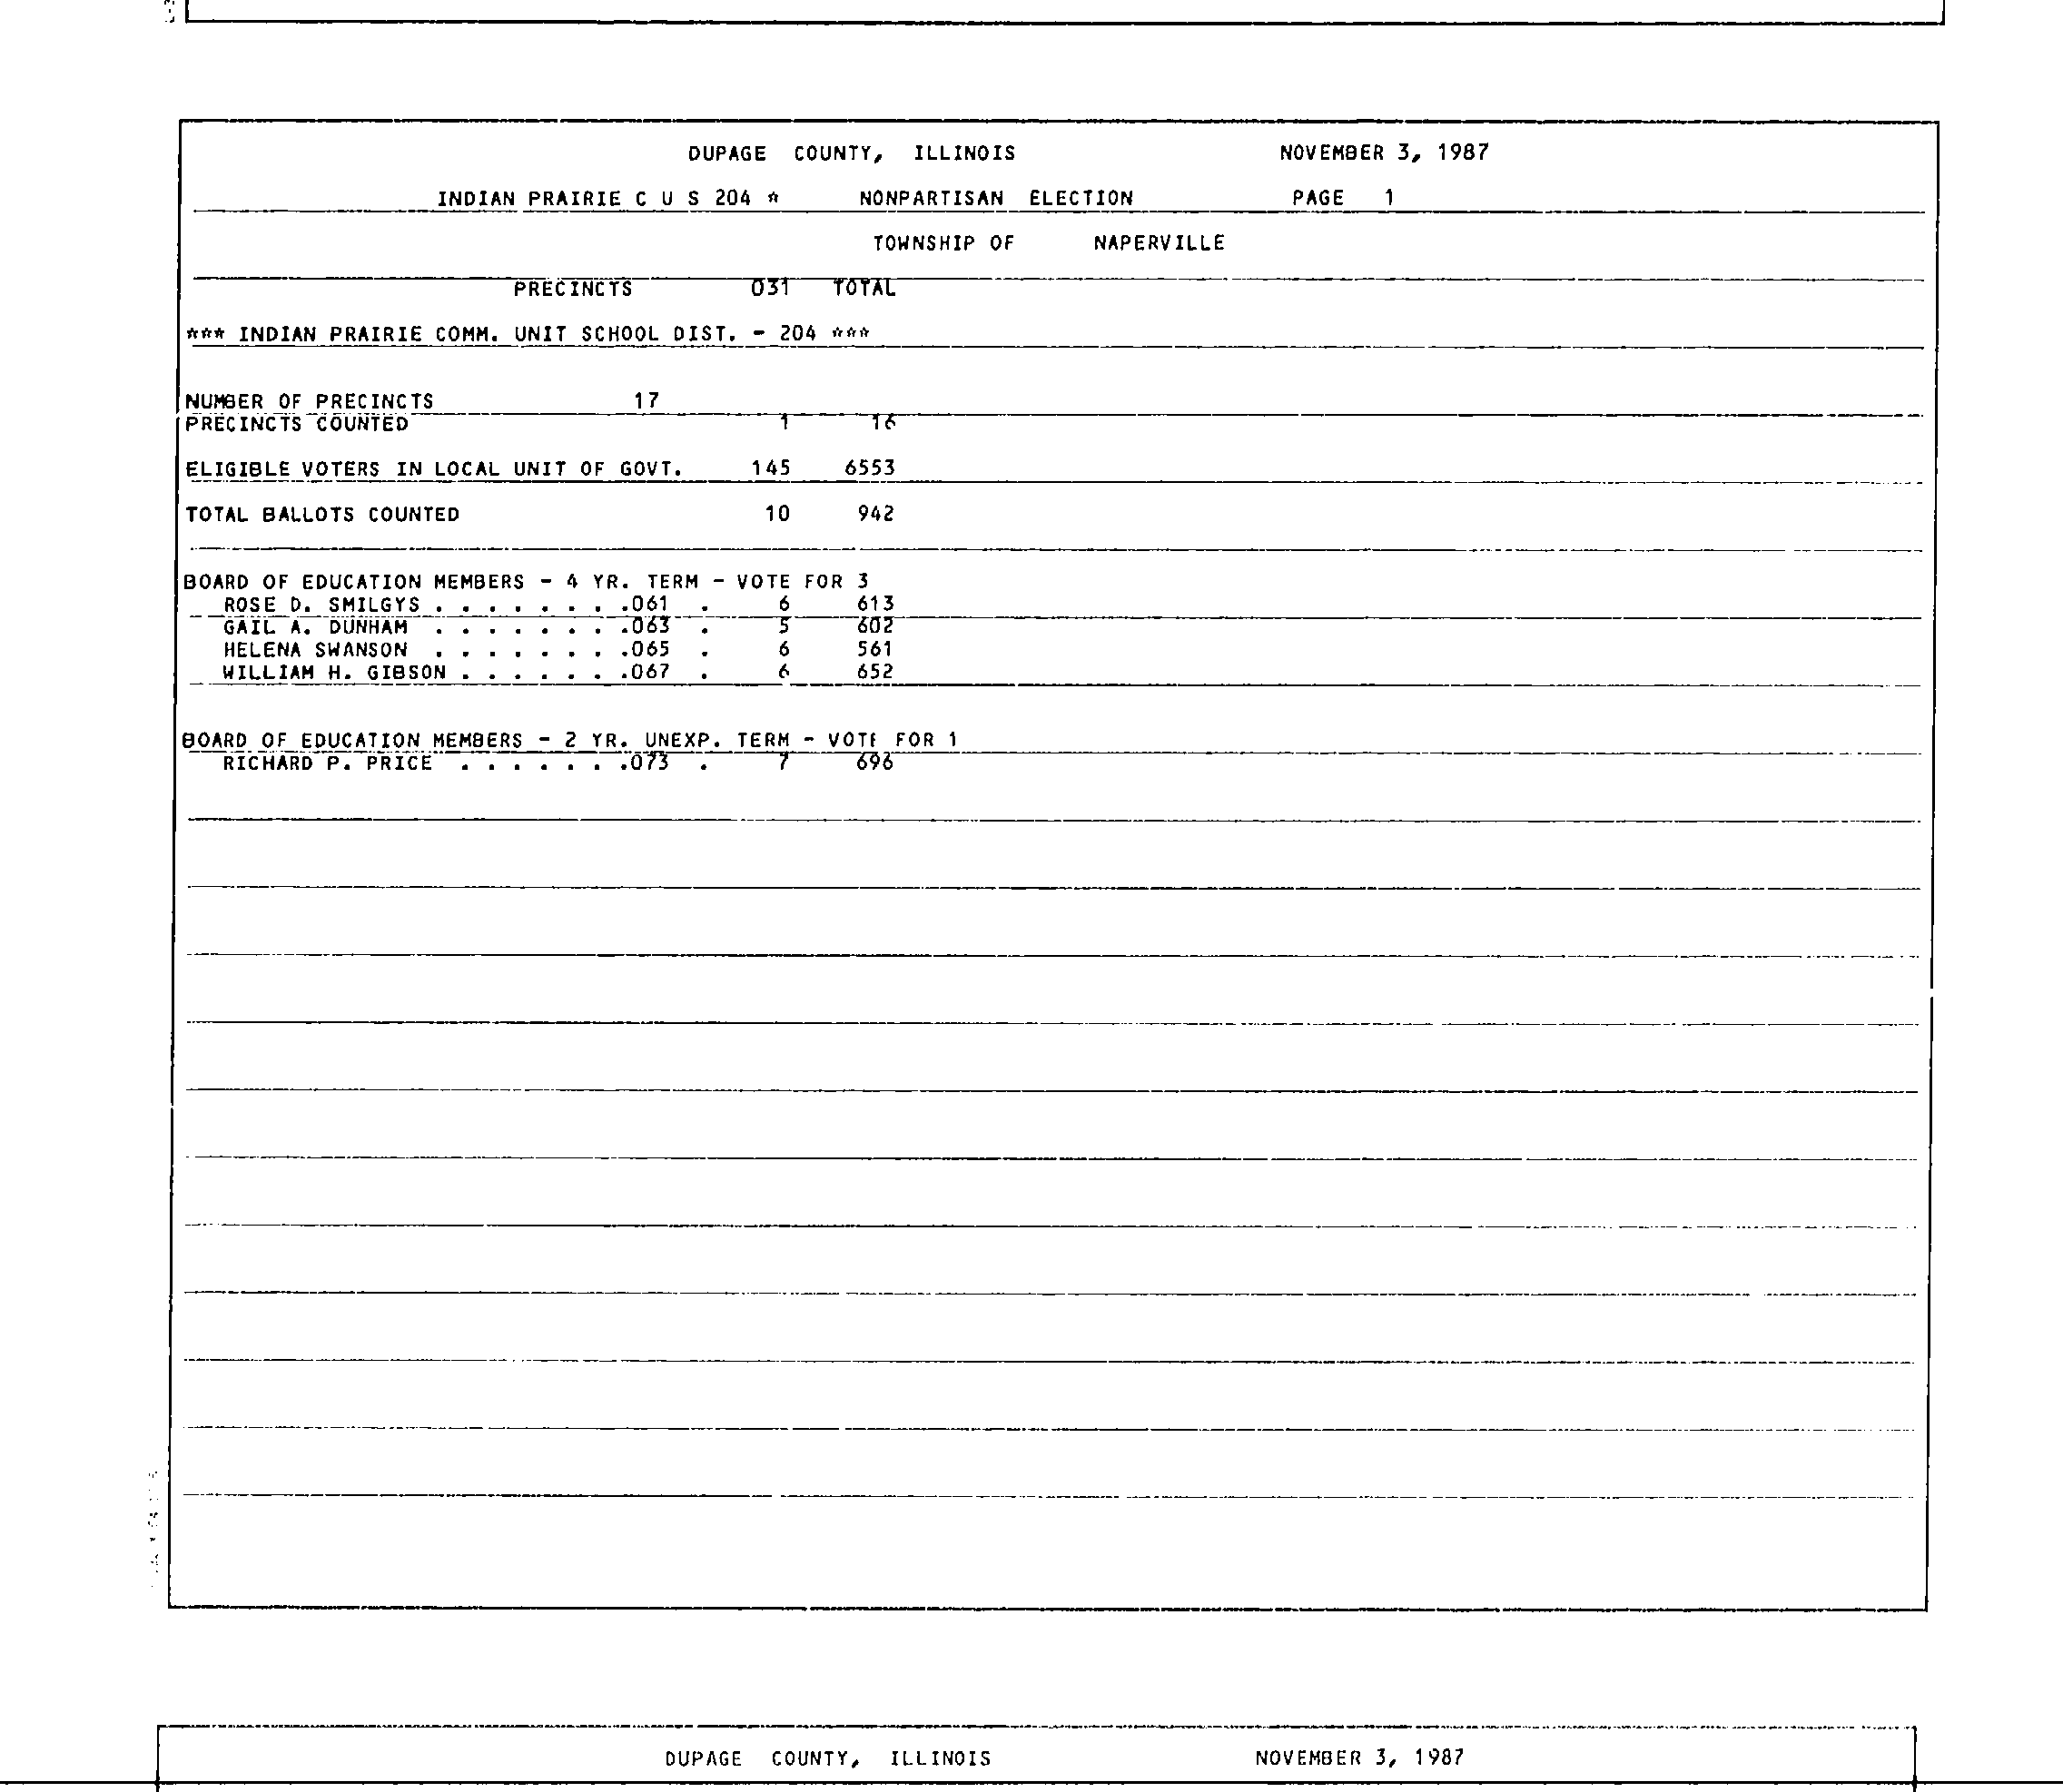 DUPAGE COUNTY, ILLINOIS NOVEMBER 3, 1987
INDIAN PRAIRIE C U S 204 * NONPARTISAN ELECTION PAGE 1
TOWNSHIP OF NAPERVILLE
PRECINCTS 031 TOTAL
*** INDIAN PRAIRIE COMM. UNIT SCHOOL DIST. - 204 ***
NUMBER OF PRECINCTS 17
PRECINCTS COUNTED 1 16
ELIGIBLE VOTERS IN LOCAL UNIT OF GOVT. 145 6553
TOTAL BALLOTS COUNTED 10 942
BOARD OF EDUCATION MEMBERS - 4 YR. TERM - VOTE FOR 3
ROSE D. SMILGYS . . . . . . . .061 . 6 613
GAIL A. DUNHAM . . . . . . . .063 . 5 602
HELENA SWANSON . . . . . . . .065 . 6 561
WILLIAM H. GIBSON . . . . . . .067 . 6 652
BOARD OF EDUCATION MEMBERS - 2 YR. UNEXP. TERM - VOTE FOR 1
RICHARD P. PRICE . . . . . . .073 . 7 696
DUPAGE COUNTY, ILLINOIS NOVEMBER 3, 1987